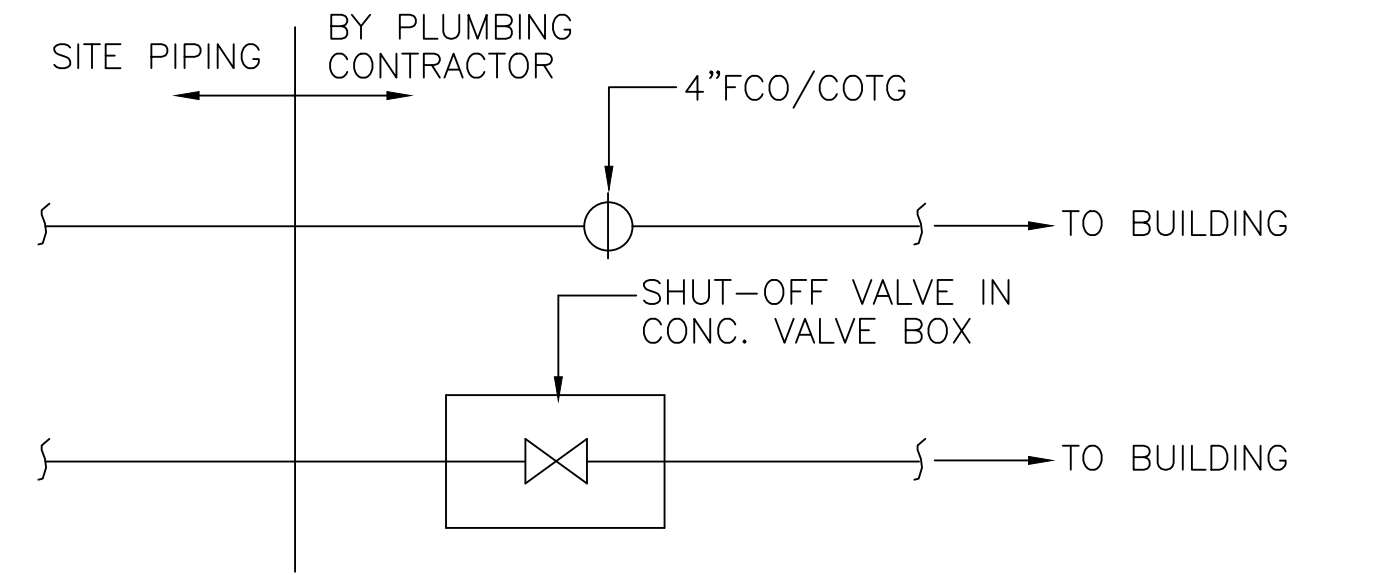 SITE PIPING
BY PLUMBING
CONTRACTOR
4”FCO/COTG
TO BUILDING
SHUT-OFF VALVE IN
CONC. VALVE BOX
TO BUILDING